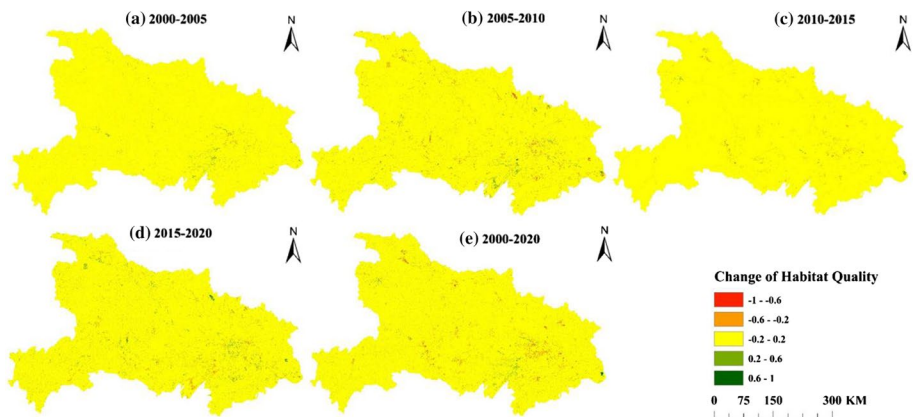 (a) 2000-2005
N
(b) 2005-2010
N
(c) 2010-2015
N
(d) 2015-2020
N
(e) 2000-2020
N
Change of Habitat Quality
-1 - -0.6
-0.6 - -0.2
-0.2 - 0.2
0.2 - 0.6
0.6 - 1
0 75 150 300 KM